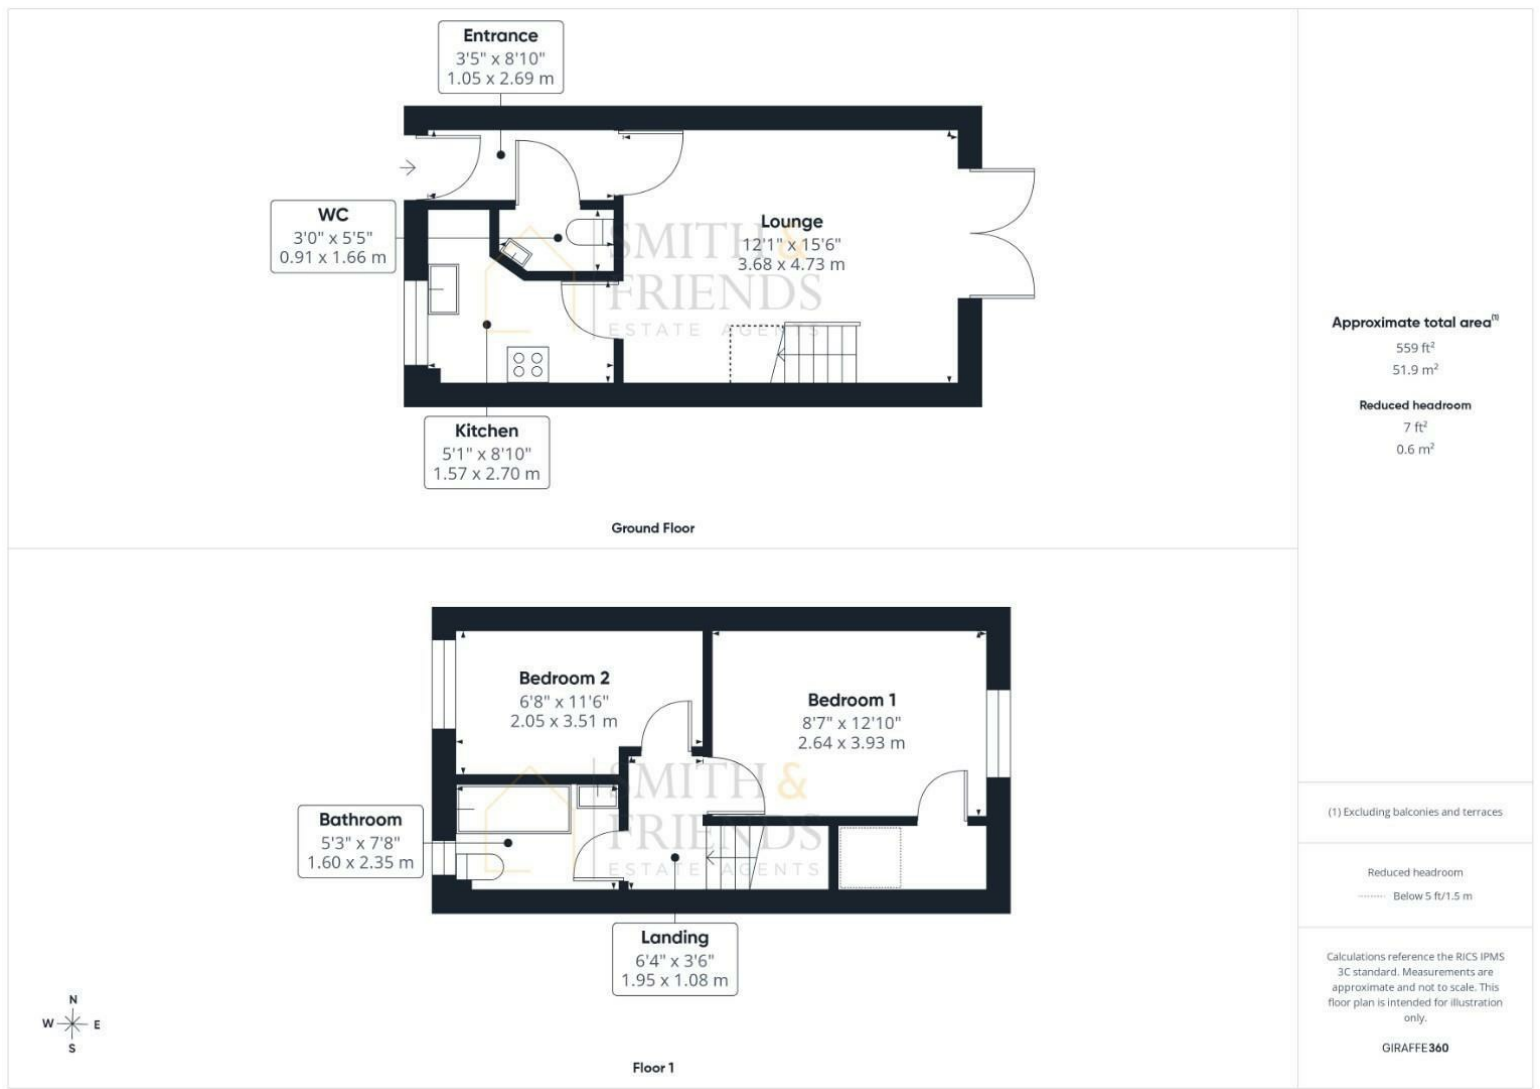 Entrance
3'5" x 8'10"
1.05 x 2.69 m
WC
3'0" x 5'5"
0.91 x 1.66 m
Lounge
12'1" x 15'6"
3.68 x 4.73 m
SMITH &
FRIENDS
ESTATE AGENTS
Kitchen
5'1" x 8'10"
1.57 x 2.70 m
Ground Floor
Approximate total area(1)
559 ft²
51.9 m²
Reduced headroom
7 ft²
0.6 m²
Bedroom 2
6'8" x 11'6"
2.05 x 3.51 m
Bedroom 1
8'7" x 12'10"
2.64 x 3.93 m
SMITH &
FRIENDS
ESTATE AGENTS
Bathroom
5'3" x 7'8"
1.60 x 2.35 m
Landing
6'4" x 3'6"
1.95 x 1.08 m
N
W E
S
Floor 1
(1) Excluding balconies and terraces
Reduced headroom
Below 5 ft/1.5 m
Calculations reference the RICS IPMS
3C standard. Measurements are
approximate and not to scale. This
floor plan is intended for illustration
only.
GIRAFFE360